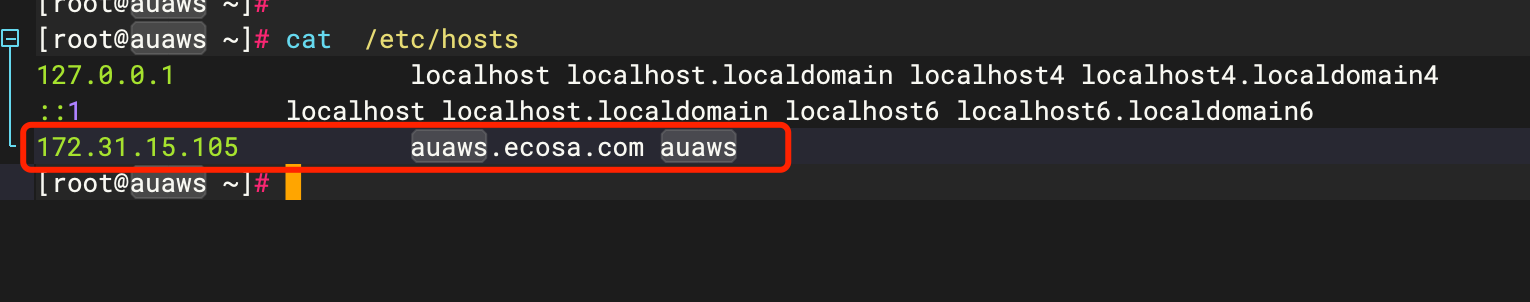 [root@auaws ~]#
[root@auaws ~]# cat  /etc/hosts
127.0.0.1              localhost localhost.localdomain localhost4 localhost4.localdomain4
::1             localhost localhost.localdomain localhost6 localhost6.localdomain6
172.31.15.105           auaws.ecosa.com auaws
[root@auaws ~]#